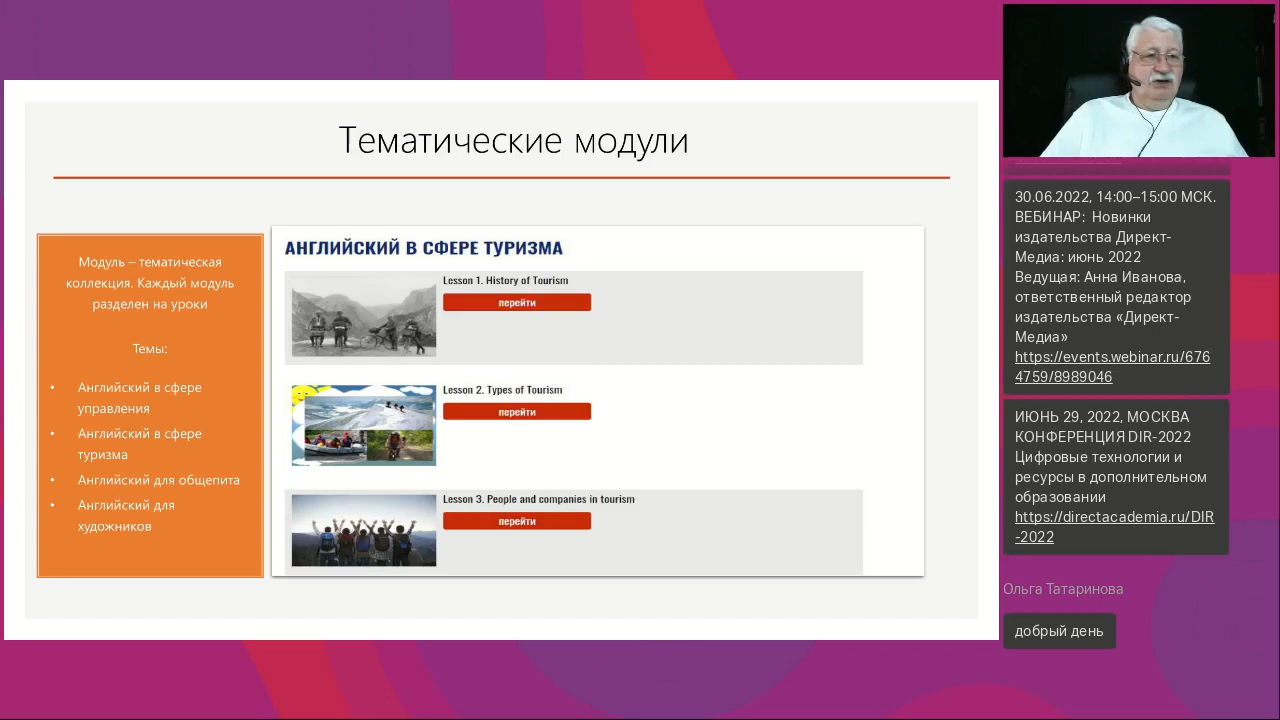 Тематические модули
Модуль – тематическая
коллекция. Каждый модуль
разделен на уроки
Темы:
• Английский в сфере
управления
• Английский в сфере
туризма
• Английский для общепита
• Английский для
художников
АНГЛИЙСКИЙ В СФЕРЕ ТУРИЗМА
Lesson 1. History of Tourism
перейти
Lesson 2. Types of Tourism
перейти
Lesson 3. People and companies in tourism
перейти
30.06.2022, 14:00–15:00 МСК.
ВЕБИНАР: Новинки
издательства Директ-
Медиа: июнь 2022
Ведущая: Анна Иванова,
ответственный редактор
издательства «Директ-
Медиа»
https://events.webinar.ru/676
4759/8989046
ИЮНЬ 29, 2022, МОСКВА
КОНФЕРЕНЦИЯ DIR-2022
Цифровые технологии и
ресурсы в дополнительном
образовании
https://directacademia.ru/DIR
-2022
Ольга Татаринова
добрый день